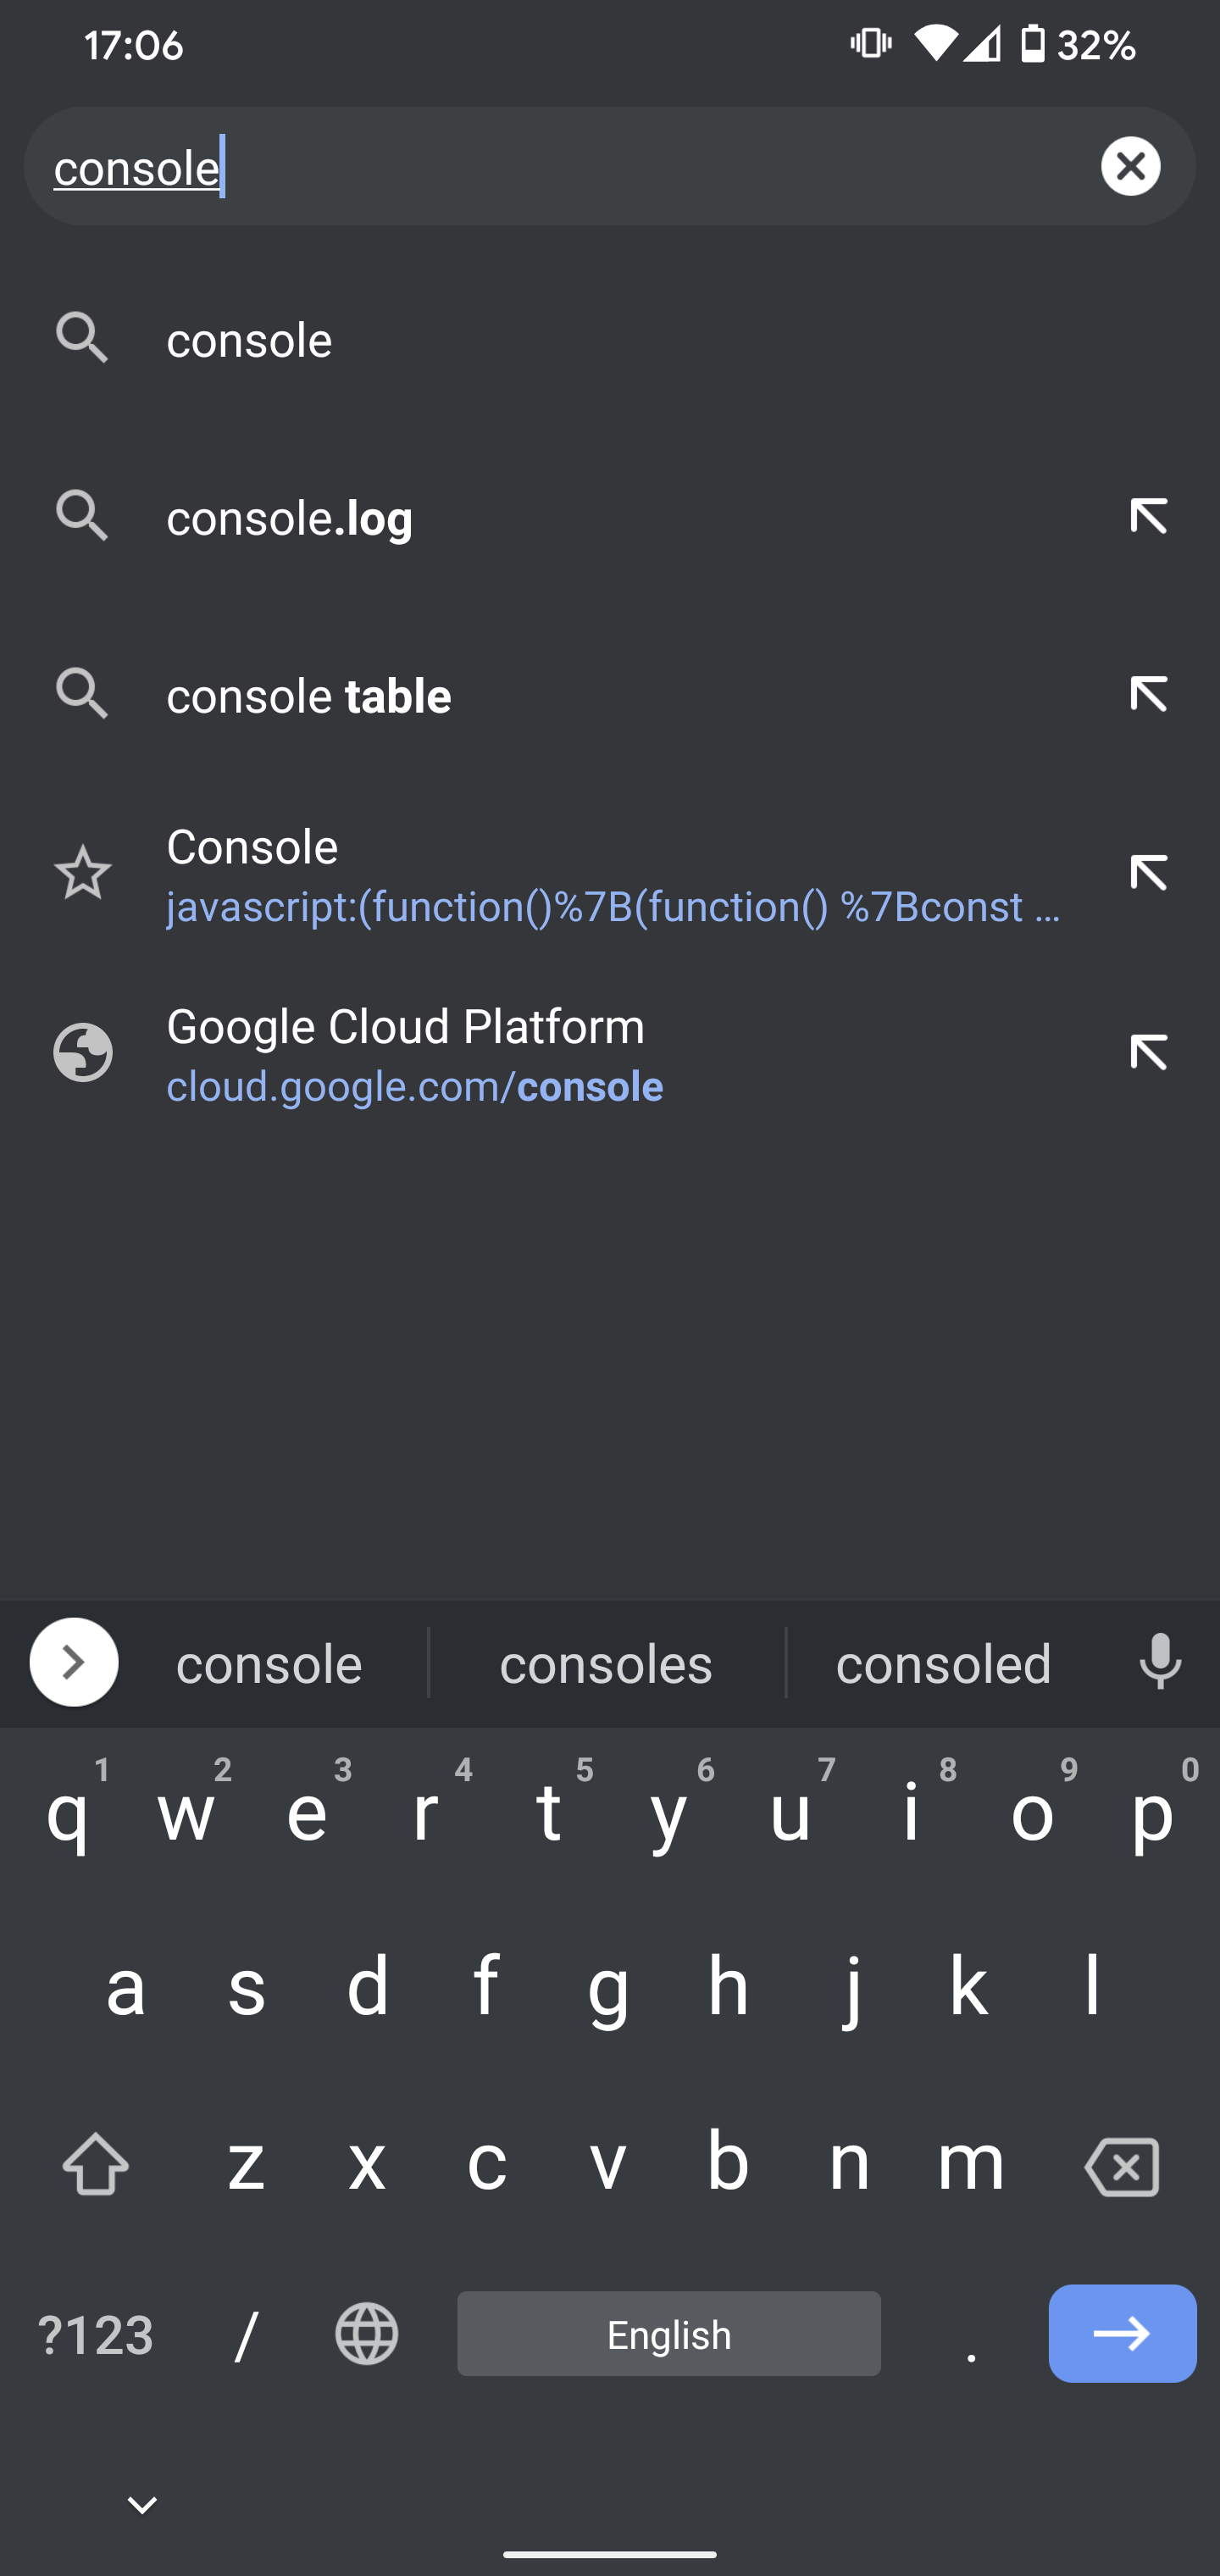 17:06 32%
console
console
console.log
console table
Console
javascript:(function()%7B(function() %7Bconst ...
Google Cloud Platform
cloud.google.com/console
console consoles consoled
1 2 3 4 5 6 7 8 9 0
q w e r t y u i o p
a s d f g h j k l
z x c v b n m
?123 / English .